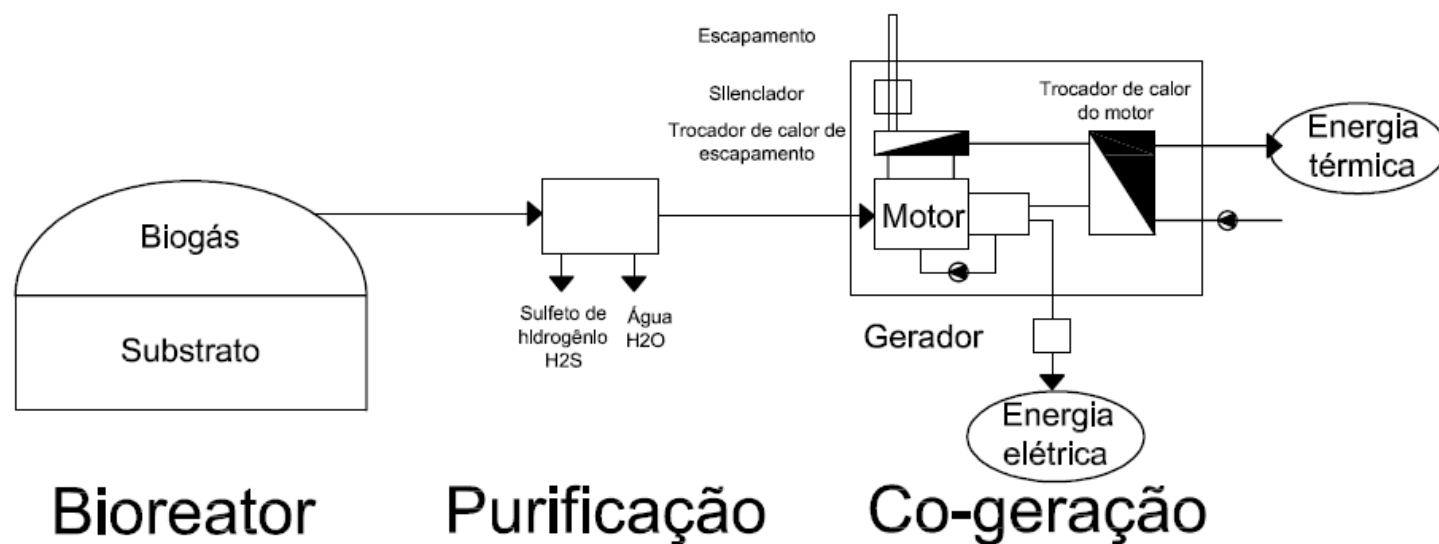 Escapamento
SIlenclador
Trocador de calor de
escapamento
Trocador de calor
do motor
Energia
térmica
Biogás
Substrato
Motor
Sulfeto de
hIdrogênIo
H2S
Água
H2O
Gerador
Energia
elétrica
Bioreator
Purificação
Co-geração